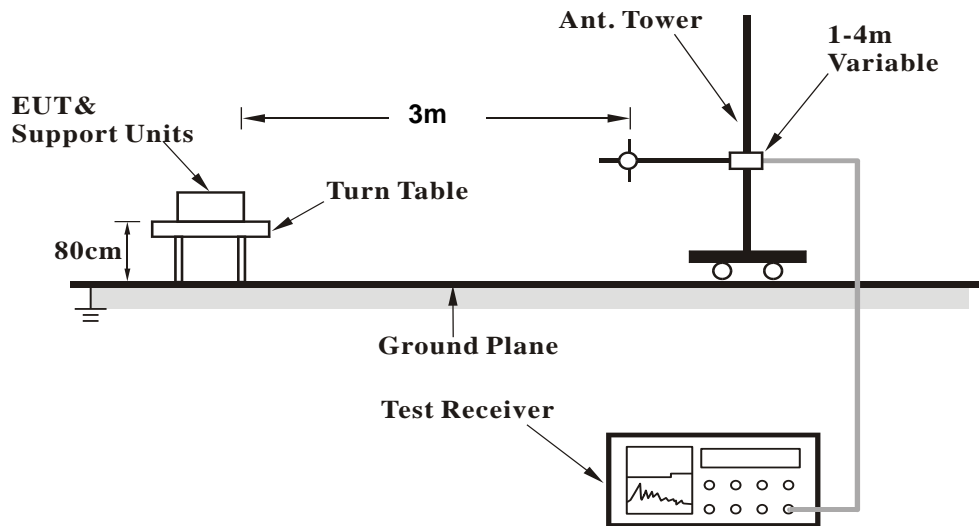 Ant. Tower
1-4m
Variable
EUT&
Support Units
3m
Turn Table
80cm
Ground Plane
Test Receiver